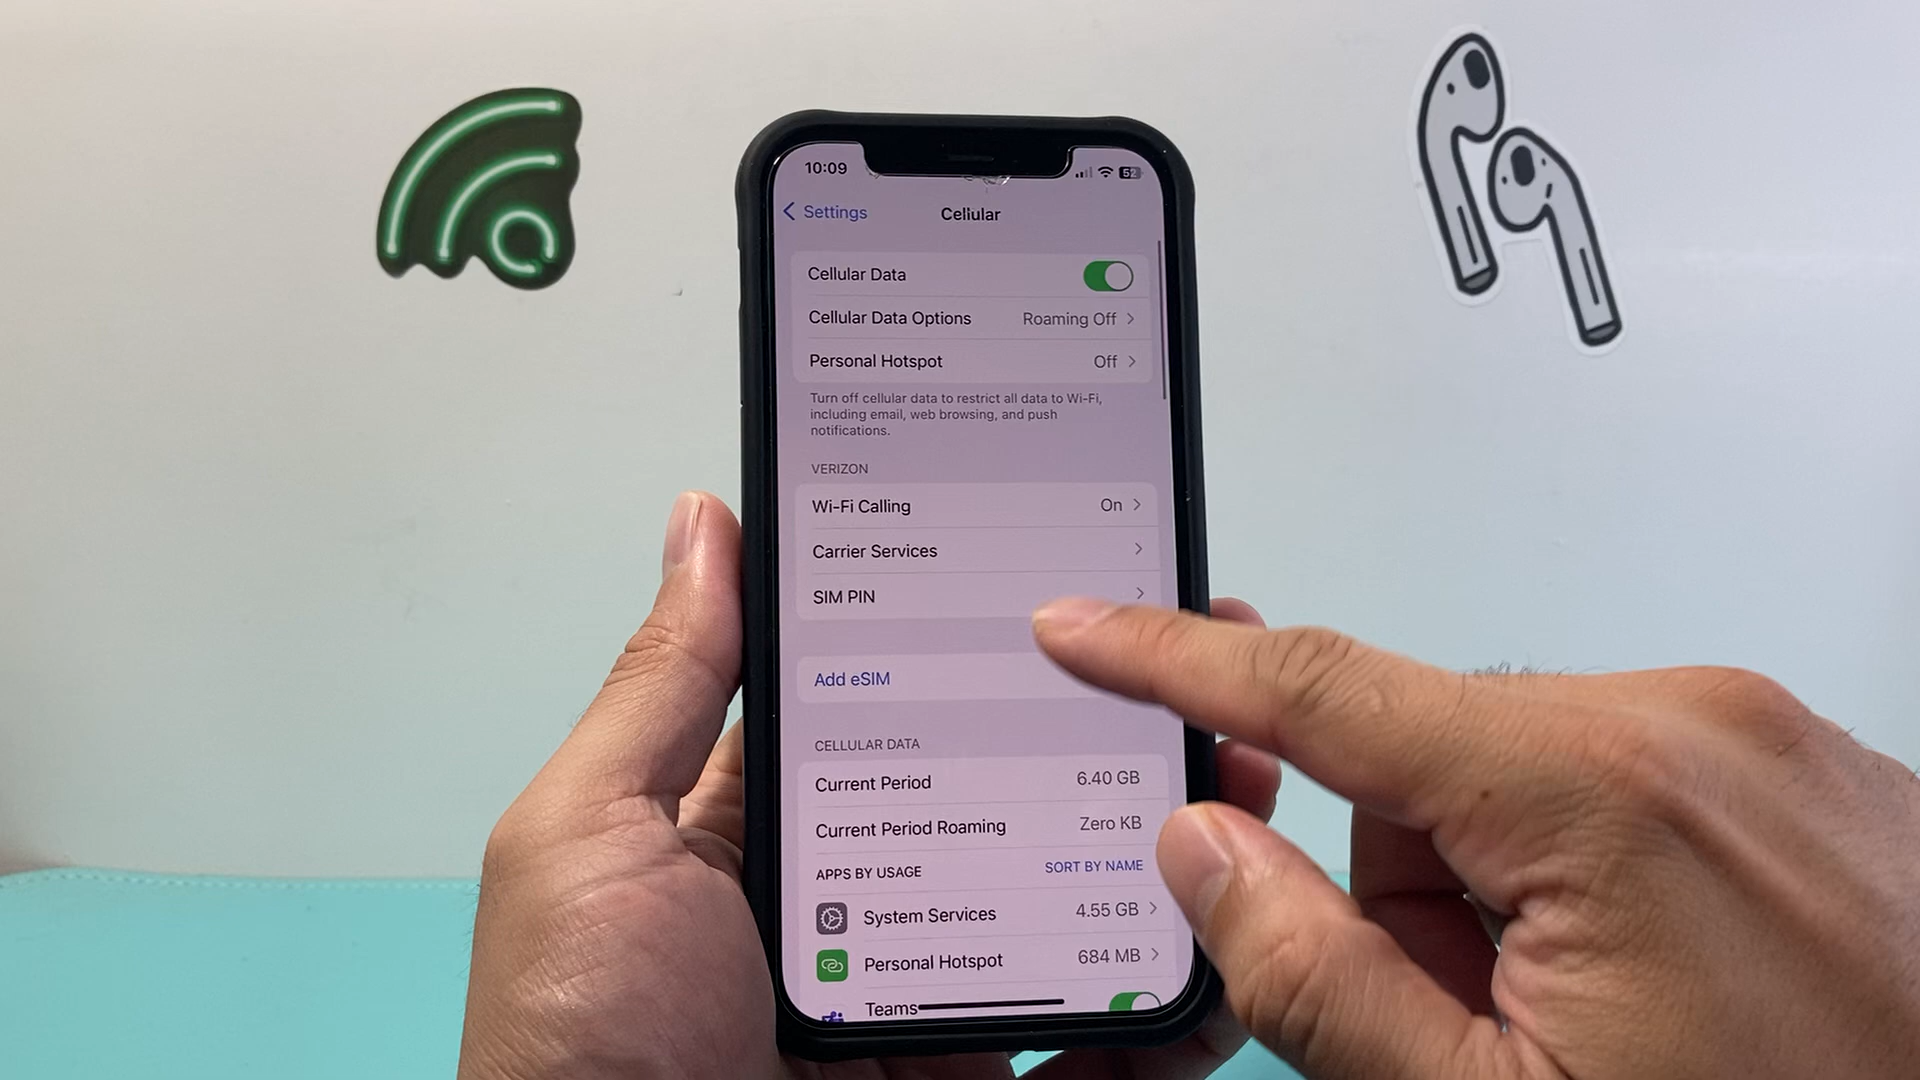 10:09
52
Settings
Cellular
Cellular Data
Cellular Data Options Roaming Off
Personal Hotspot Off
Turn off cellular data to restrict all data to Wi-Fi,
including email, web browsing, and push
notifications.
VERIZON
Wi-Fi Calling On
Carrier Services
SIM PIN
Add eSIM
CELLULAR DATA
Current Period 6.40 GB
Current Period Roaming Zero KB
APPS BY USAGE SORT BY NAME
System Services 4.55 GB
Personal Hotspot 684 MB
Teams